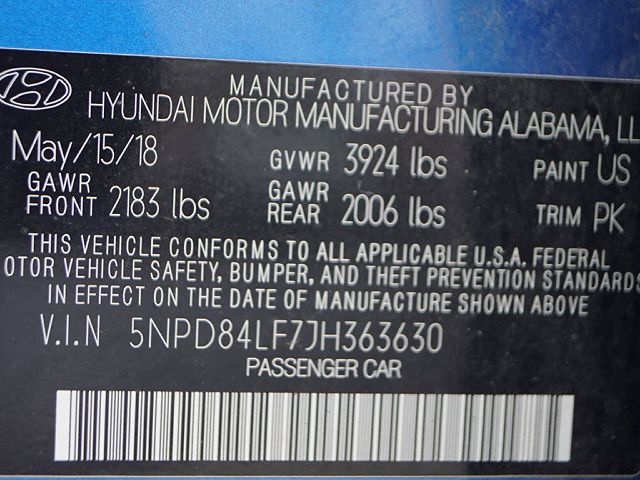 MANUFACTURED BY
HYUNDAI MOTOR MANUFACTURING ALABAMA, LL
May/15/18 GVWR 3924 lbs PAINT US
GAWR FRONT 2183 lbs GAWR REAR 2006 lbs TRIM PK
THIS VEHICLE CONFORMS TO ALL APPLICABLE U.S.A. FEDERAL
OTOR VEHICLE SAFETY, BUMPER, AND THEFT PREVENTION STANDARDS
IN EFFECT ON THE DATE OF MANUFACTURE SHOWN ABOVE
V.I.N 5NPD84LF7JH363630
PASSENGER CAR